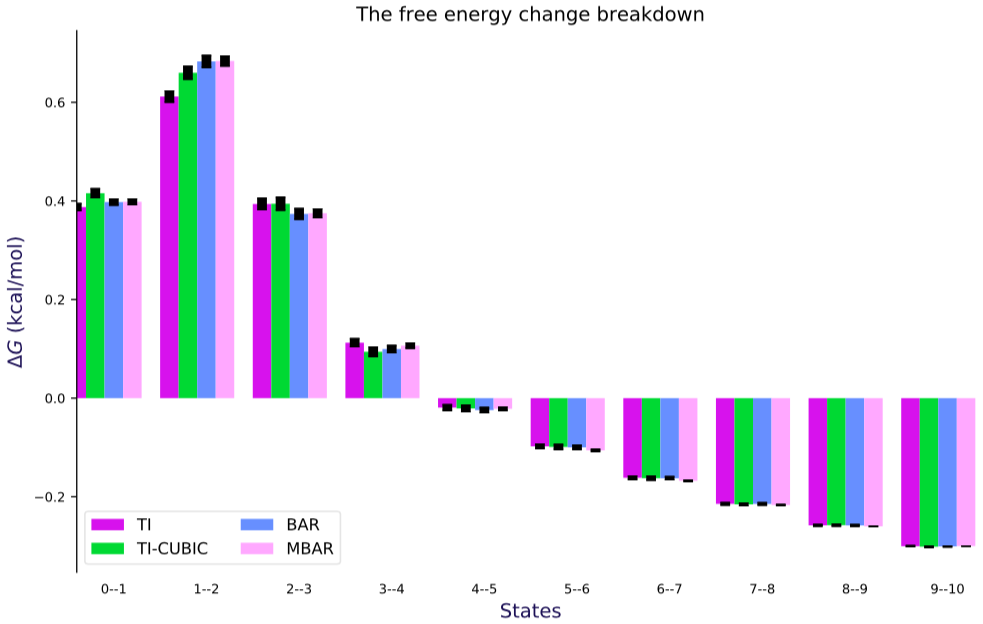 The free energy change breakdown
ΔG (kcal/mol)
0.6
0.4
0.2
0.0
−0.2
TI
BAR
TI-CUBIC
MBAR
0--1
1--2
2--3
3--4
4--5
5--6
6--7
7--8
8--9
9--10
States